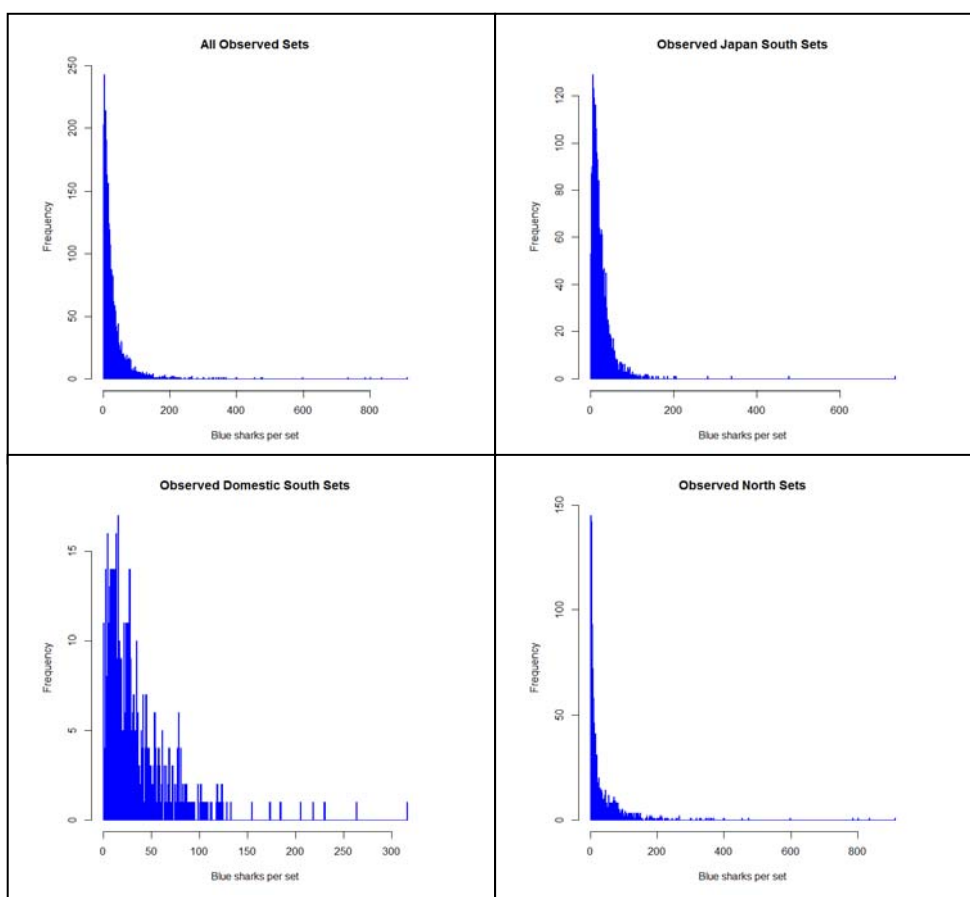 All Observed Sets
250
200
150
100
50
0
Frequency
0 200 400 600 800
Blue sharks per set
Observed Japan South Sets
120
100
80
60
40
20
0
Frequency
0 200 400 600
Blue sharks per set
Observed Domestic South Sets
15
10
5
0
Frequency
0 50 100 150 200 250 300
Blue sharks per set
Observed North Sets
150
100
50
0
Frequency
0 200 400 600 800
Blue sharks per set